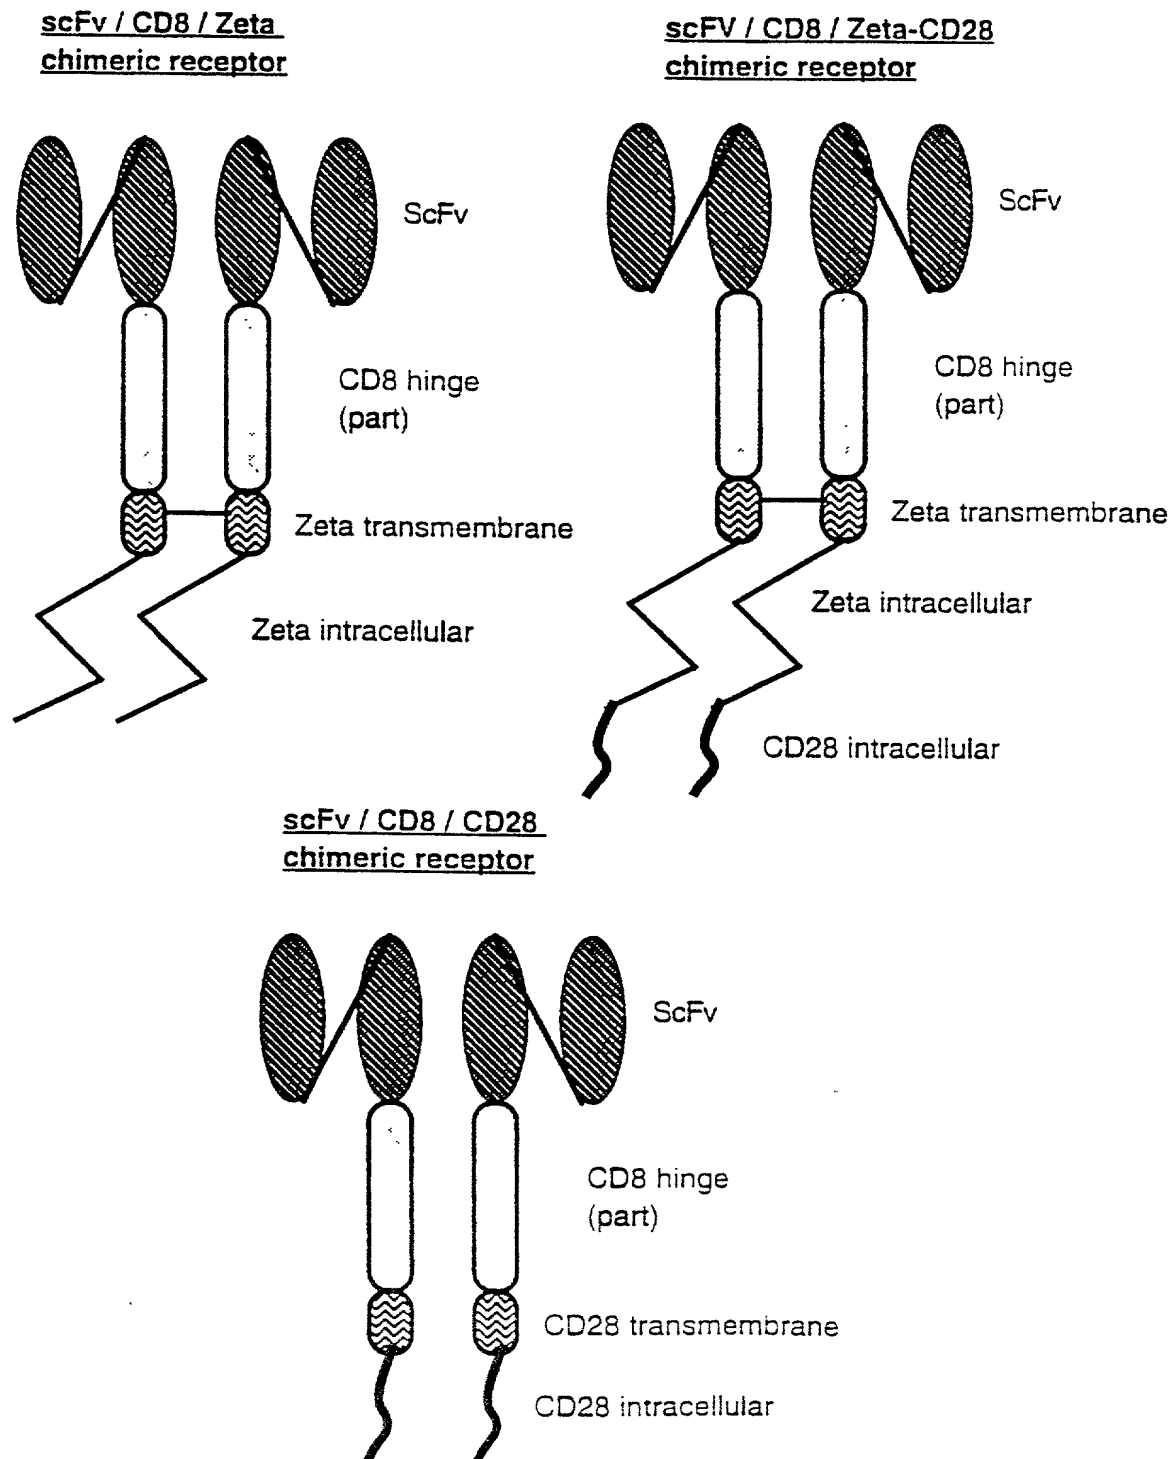 scFv / CD8 / Zeta
chimeric receptor
ScFv
CD8 hinge
(part)
Zeta transmembrane
Zeta intracellular
scFV / CD8 / Zeta-CD28
chimeric receptor
ScFv
CD8 hinge
(part)
Zeta transmembrane
Zeta intracellular
CD28 intracellular
scFv / CD8 / CD28
chimeric receptor
ScFv
CD8 hinge
(part)
CD28 transmembrane
CD28 intracellular